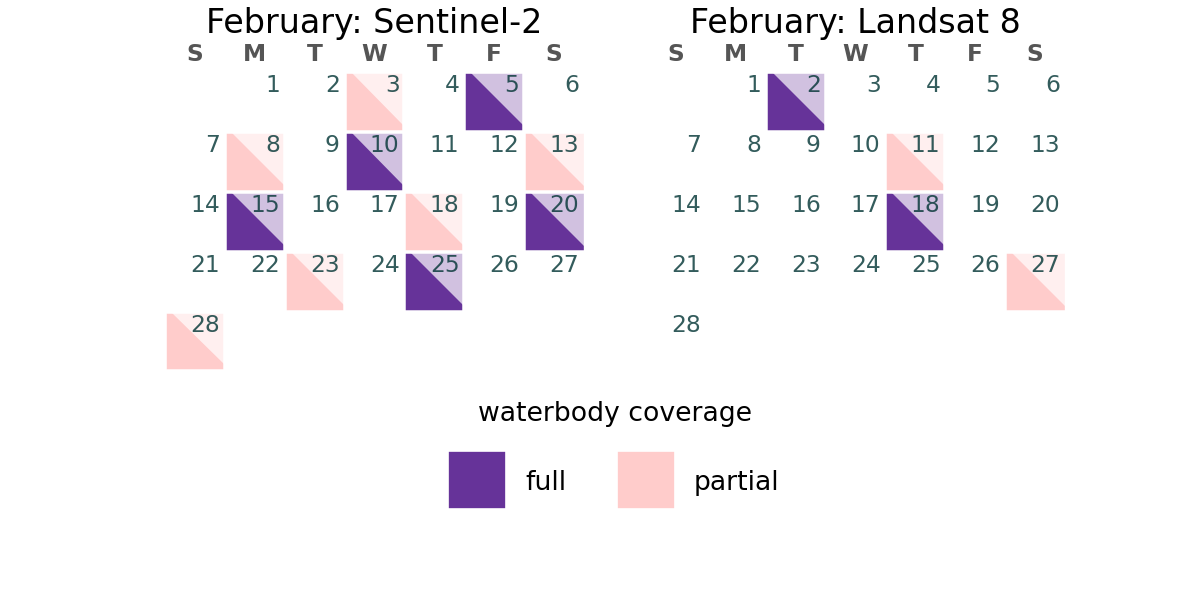 February: Sentinel-2
S M T W T F S
1 2 3 4 5 6
7 8 9 10 11 12 13
14 15 16 17 18 19 20
21 22 23 24 25 26 27
28
February: Landsat 8
S M T W T F S
1 2 3 4 5 6
7 8 9 10 11 12 13
14 15 16 17 18 19 20
21 22 23 24 25 26 27
28
waterbody coverage
full partial